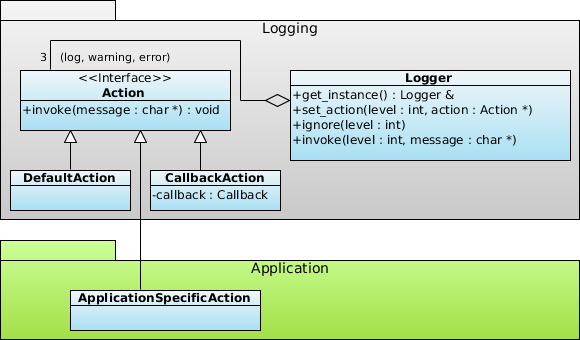 Logging
3 (log, warning, error)
<<Interface>>
Action
+invoke(message : char *) : void
Logger
+get_instance() : Logger &
+set_action(level : int, action : Action *)
+ignore(level : int)
+invoke(level : int, message : char *)
DefaultAction
CallbackAction
-callback : Callback
Application
ApplicationSpecificAction